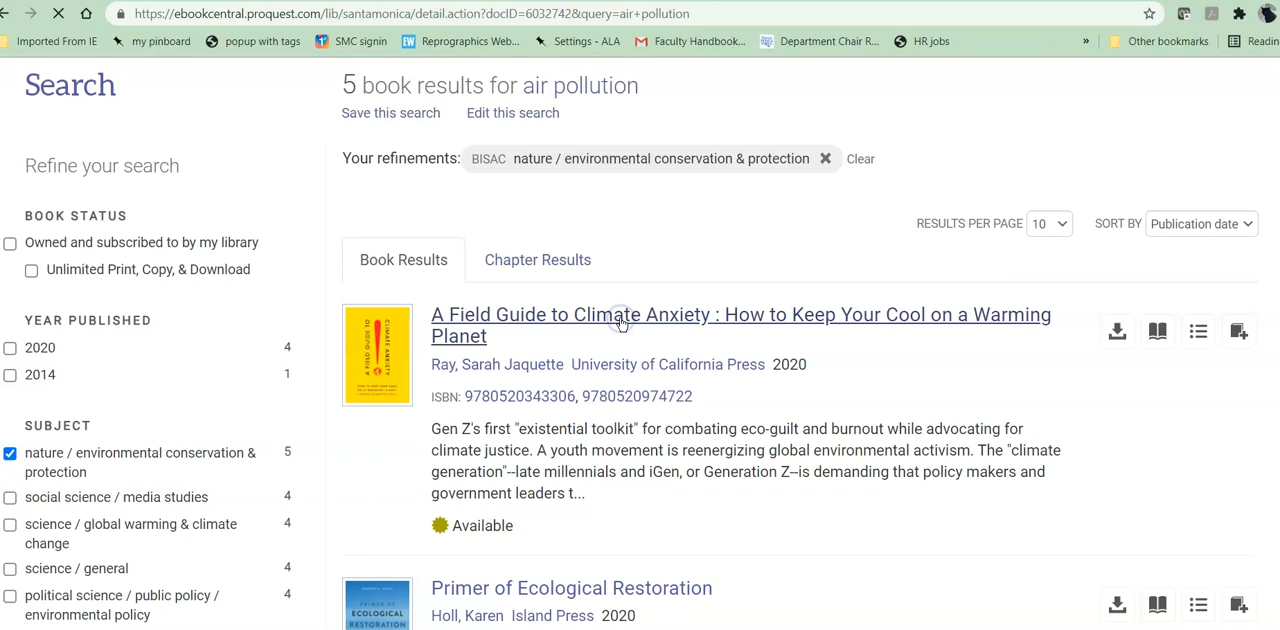 https://ebookcentral.proquest.com/lib/santamonica/detail.action?docID=6032742&query=air+pollution
Imported From IE my pinboard popup with tags SMC signin Reprographics Web... Settings - ALA Faculty Handbook... Department Chair R... HR jobs » Other bookmarks Readin
Search
5 book results for air pollution
Save this search Edit this search
Your refinements: BISAC nature / environmental conservation & protection Clear
Refine your search
BOOK STATUS
Owned and subscribed to by my library
Unlimited Print, Copy, & Download
YEAR PUBLISHED
2020 4
2014 1
SUBJECT
nature / environmental conservation & 5
protection
social science / media studies 4
science / global warming & climate 4
change
science / general 4
political science / public policy / 4
environmental policy
RESULTS PER PAGE 10 SORT BY Publication date
Book Results Chapter Results
A Field Guide to Climate Anxiety : How to Keep Your Cool on a Warming
Planet
Ray, Sarah Jaquette University of California Press 2020
ISBN: 9780520343306, 9780520974722
Gen Z's first "existential toolkit" for combating eco-guilt and burnout while advocating for
climate justice. A youth movement is reenergizing global environmental activism. The "climate
generation"--late millennials and iGen, or Generation Z--is demanding that policy makers and
government leaders t...
Available
Primer of Ecological Restoration
Holl, Karen Island Press 2020
A FIELD GUIDE TO
CLIMATE ANXIETY
ECOLOGICAL
RESTORATION